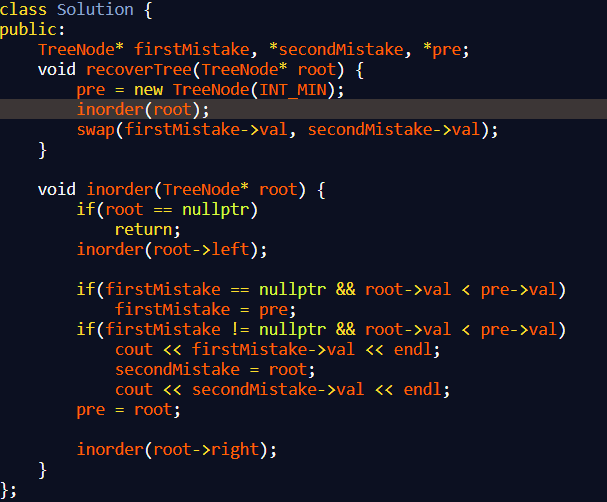 class Solution {
public:
    TreeNode* firstMistake, *secondMistake, *pre;
    void recoverTree(TreeNode* root) {
        pre = new TreeNode(INT_MIN);
        inorder(root);
        swap(firstMistake->val, secondMistake->val);
    }

    void inorder(TreeNode* root) {
        if(root == nullptr)
            return;
        inorder(root->left);

        if(firstMistake == nullptr && root->val < pre->val)
            firstMistake = pre;
        if(firstMistake != nullptr && root->val < pre->val)
            cout << firstMistake->val << endl;
            secondMistake = root;
            cout << secondMistake->val << endl;
        pre = root;

        inorder(root->right);
    }
};